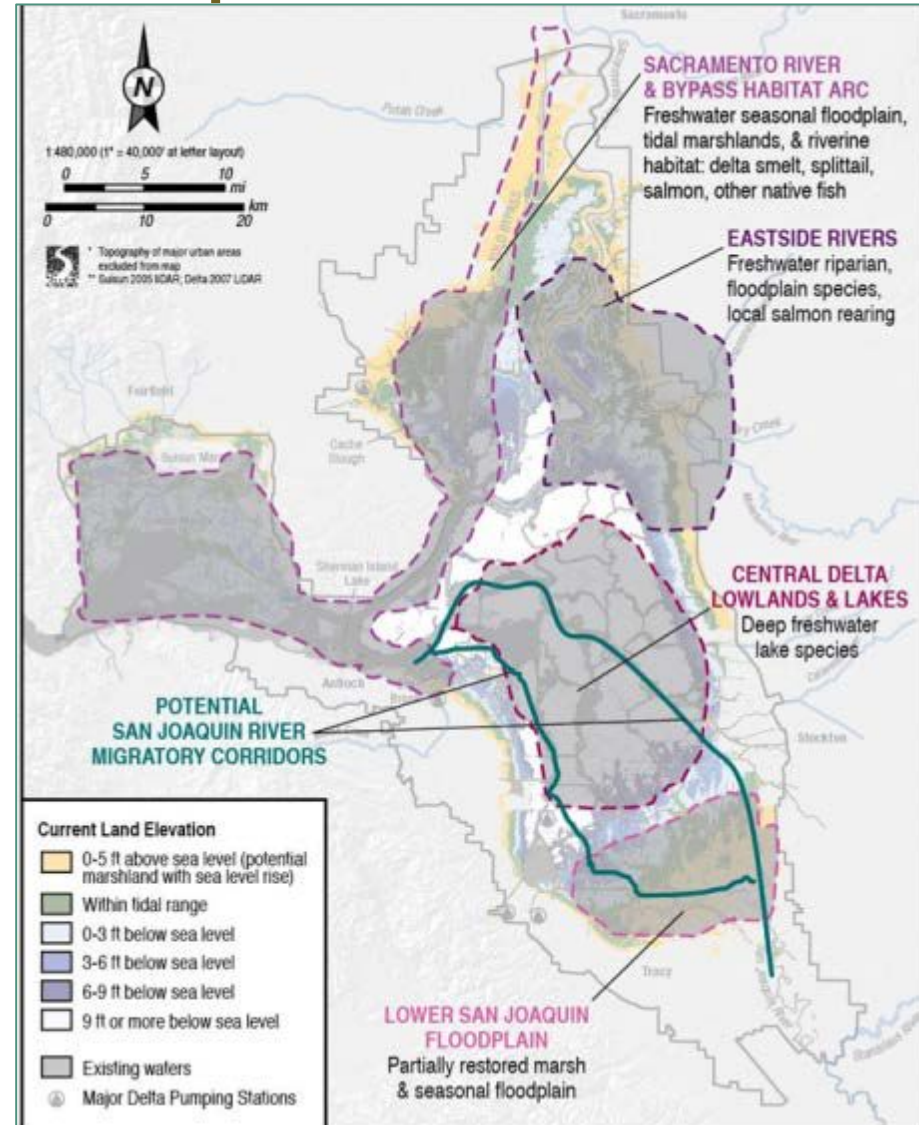 Sacramento
SACRAMENTO RIVER
& BYPASS HABITAT ARC
Freshwater seasonal floodplain,
tidal marshlands, & riverine
habitat: delta smelt, splittail,
salmon, other native fish
N
Putah Creek
1:480,000 (1" = 40,000' at letter layout)
0 5 10
mi
km
0 10 20
* Topography of major urban areas
excluded from map
** Suisun 2005 LiDAR; Delta 2007 LiDAR
EASTSIDE RIVERS
Freshwater riparian,
floodplain species,
local salmon rearing
Fairfield
Cache
Slough
Suisun
Sherman Island
Lake
CENTRAL DELTA
LOWLANDS & LAKES
Deep freshwater
lake species
Antioch
POTENTIAL
SAN JOAQUIN RIVER
MIGRATORY CORRIDORS
Stockton
Current Land Elevation
0-5 ft above sea level (potential
marshland with sea level rise)
Within tidal range
0-3 ft below sea level
3-6 ft below sea level
6-9 ft below sea level
9 ft or more below sea level
Existing waters
Major Delta Pumping Stations
Tracy
LOWER SAN JOAQUIN
FLOODPLAIN
Partially restored marsh
& seasonal floodplain